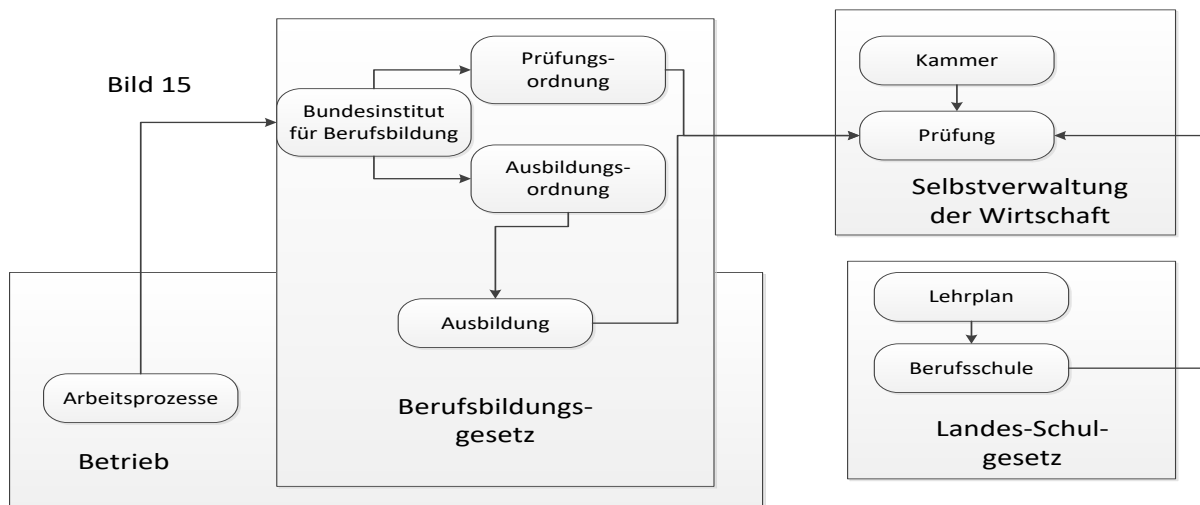 Bild 15
Prüfungs-
ordnung
Bundesinstitut
für Berufsbildung
Ausbildungs-
ordnung
Ausbildung
Arbeitsprozesse
Berufsbildungs-
gesetz
Betrieb
Kammer
Prüfung
Selbstverwaltung
der Wirtschaft
Lehrplan
Berufsschule
Landes-Schul-
gesetz